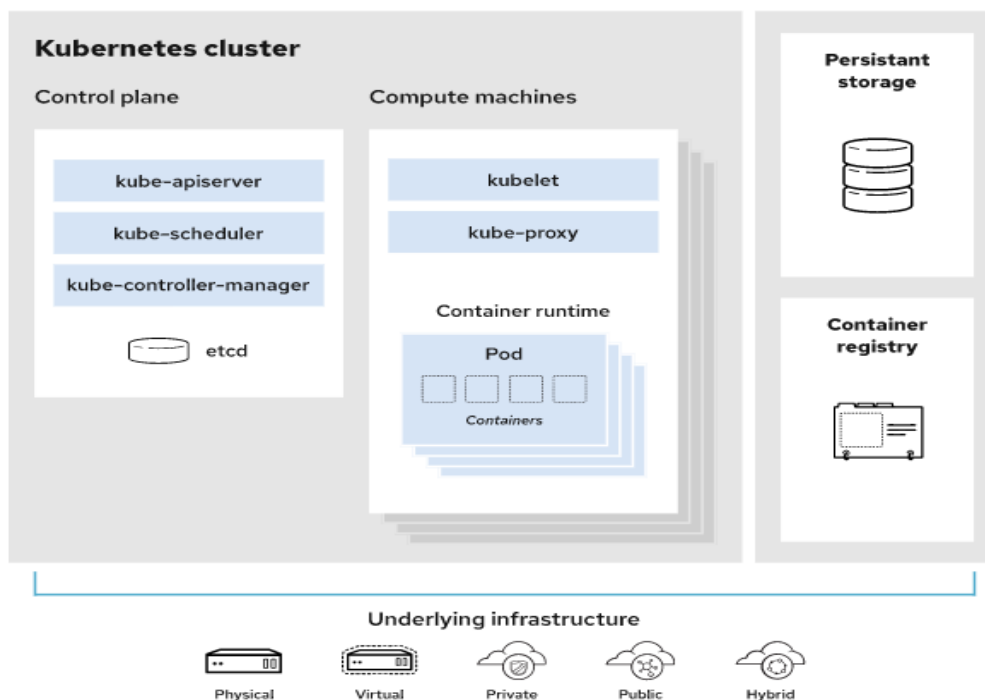 Kubernetes cluster
Control plane
kube-apiserver
kube-scheduler
kube-controller-manager
etcd
Compute machines
kubelet
kube-proxy
Container runtime
Pod
Containers
Persistant
storage
Container
registry
Underlying infrastructure
Physical
Virtual
Private
Public
Hybrid